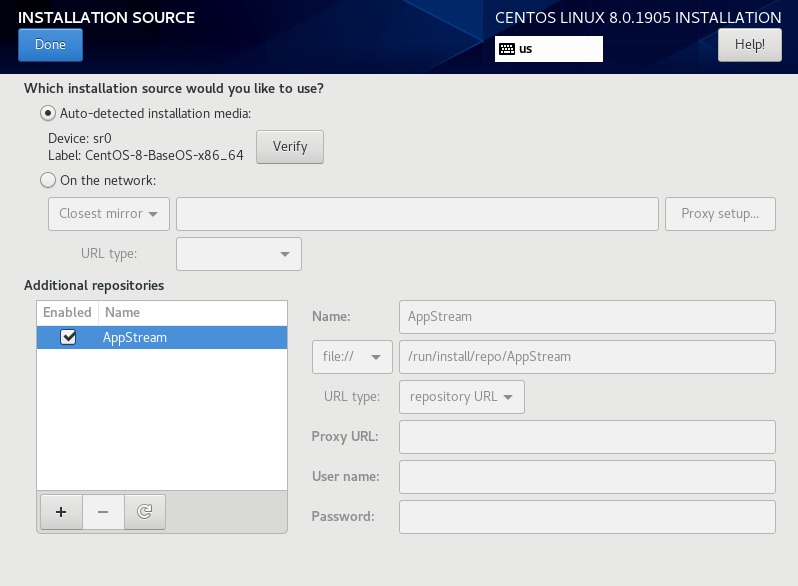 INSTALLATION SOURCE
CENTOS LINUX 8.0.1905 INSTALLATION
Done
us
Help!
Which installation source would you like to use?
Auto-detected installation media:
Device: sr0
Label: CentOS-8-BaseOS-x86_64
Verify
On the network:
Closest mirror
Proxy setup...
URL type:
Additional repositories
Enabled Name
AppStream
Name: AppStream
file:// /run/install/repo/AppStream
URL type: repository URL
Proxy URL:
User name:
Password: